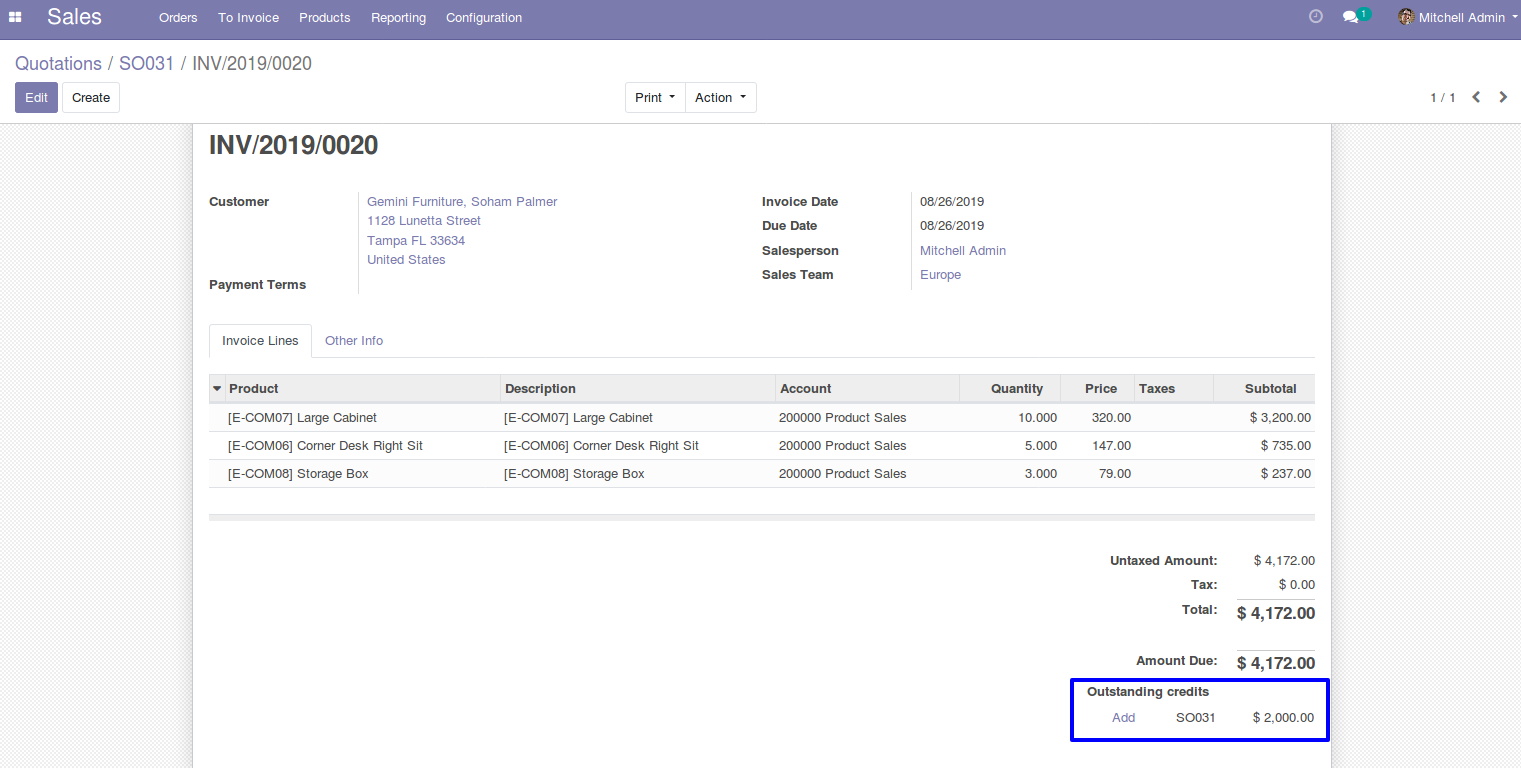 Sales Orders To Invoice Products Reporting Configuration 1 Mitchell Admin
Quotations / SO031 / INV/2019/0020
Edit Create Print Action 1 / 1
INV/2019/0020
Customer Gemini Furniture, Soham Palmer Invoice Date 08/26/2019
1128 Lunetta Street Due Date 08/26/2019
Tampa FL 33634 Salesperson Mitchell Admin
United States Sales Team Europe
Payment Terms
Invoice Lines Other Info
Product Description Account Quantity Price Taxes Subtotal
[E-COM07] Large Cabinet [E-COM07] Large Cabinet 200000 Product Sales 10.000 320.00 $ 3,200.00
[E-COM06] Corner Desk Right Sit [E-COM06] Corner Desk Right Sit 200000 Product Sales 5.000 147.00 $ 735.00
[E-COM08] Storage Box [E-COM08] Storage Box 200000 Product Sales 3.000 79.00 $ 237.00
Untaxed Amount: $ 4,172.00
Tax: $ 0.00
Total: $ 4,172.00
Amount Due: $ 4,172.00
Outstanding credits
Add SO031 $ 2,000.00